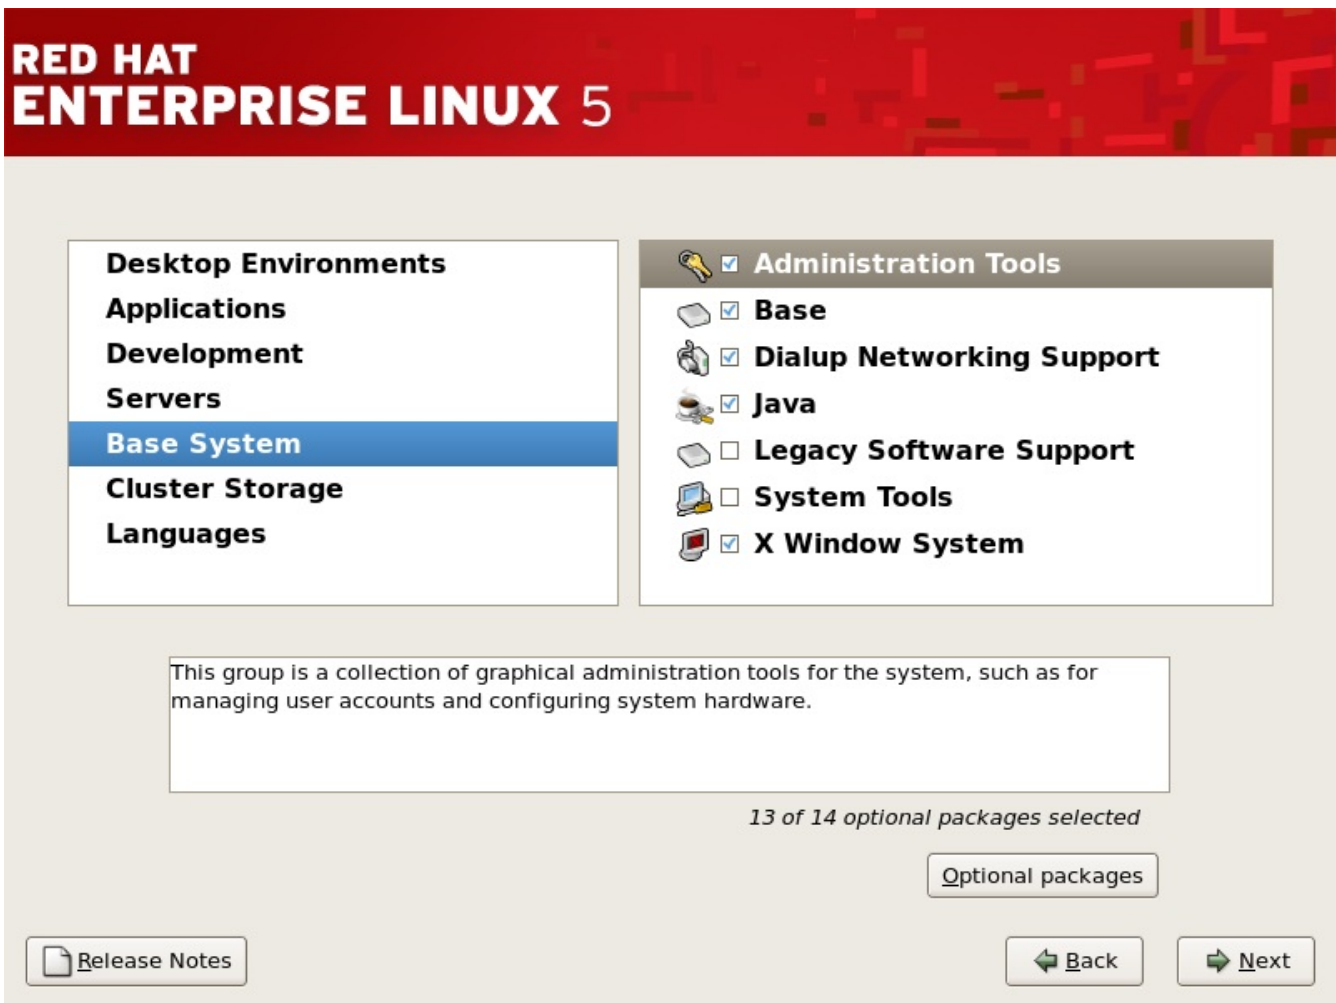 RED HAT
ENTERPRISE LINUX 5
Desktop Environments
Applications
Development
Servers
Base System
Cluster Storage
Languages
Administration Tools
Base
Dialup Networking Support
Java
Legacy Software Support
System Tools
X Window System
This group is a collection of graphical administration tools for the system, such as for
managing user accounts and configuring system hardware.
13 of 14 optional packages selected
Optional packages
Release Notes
Back
Next